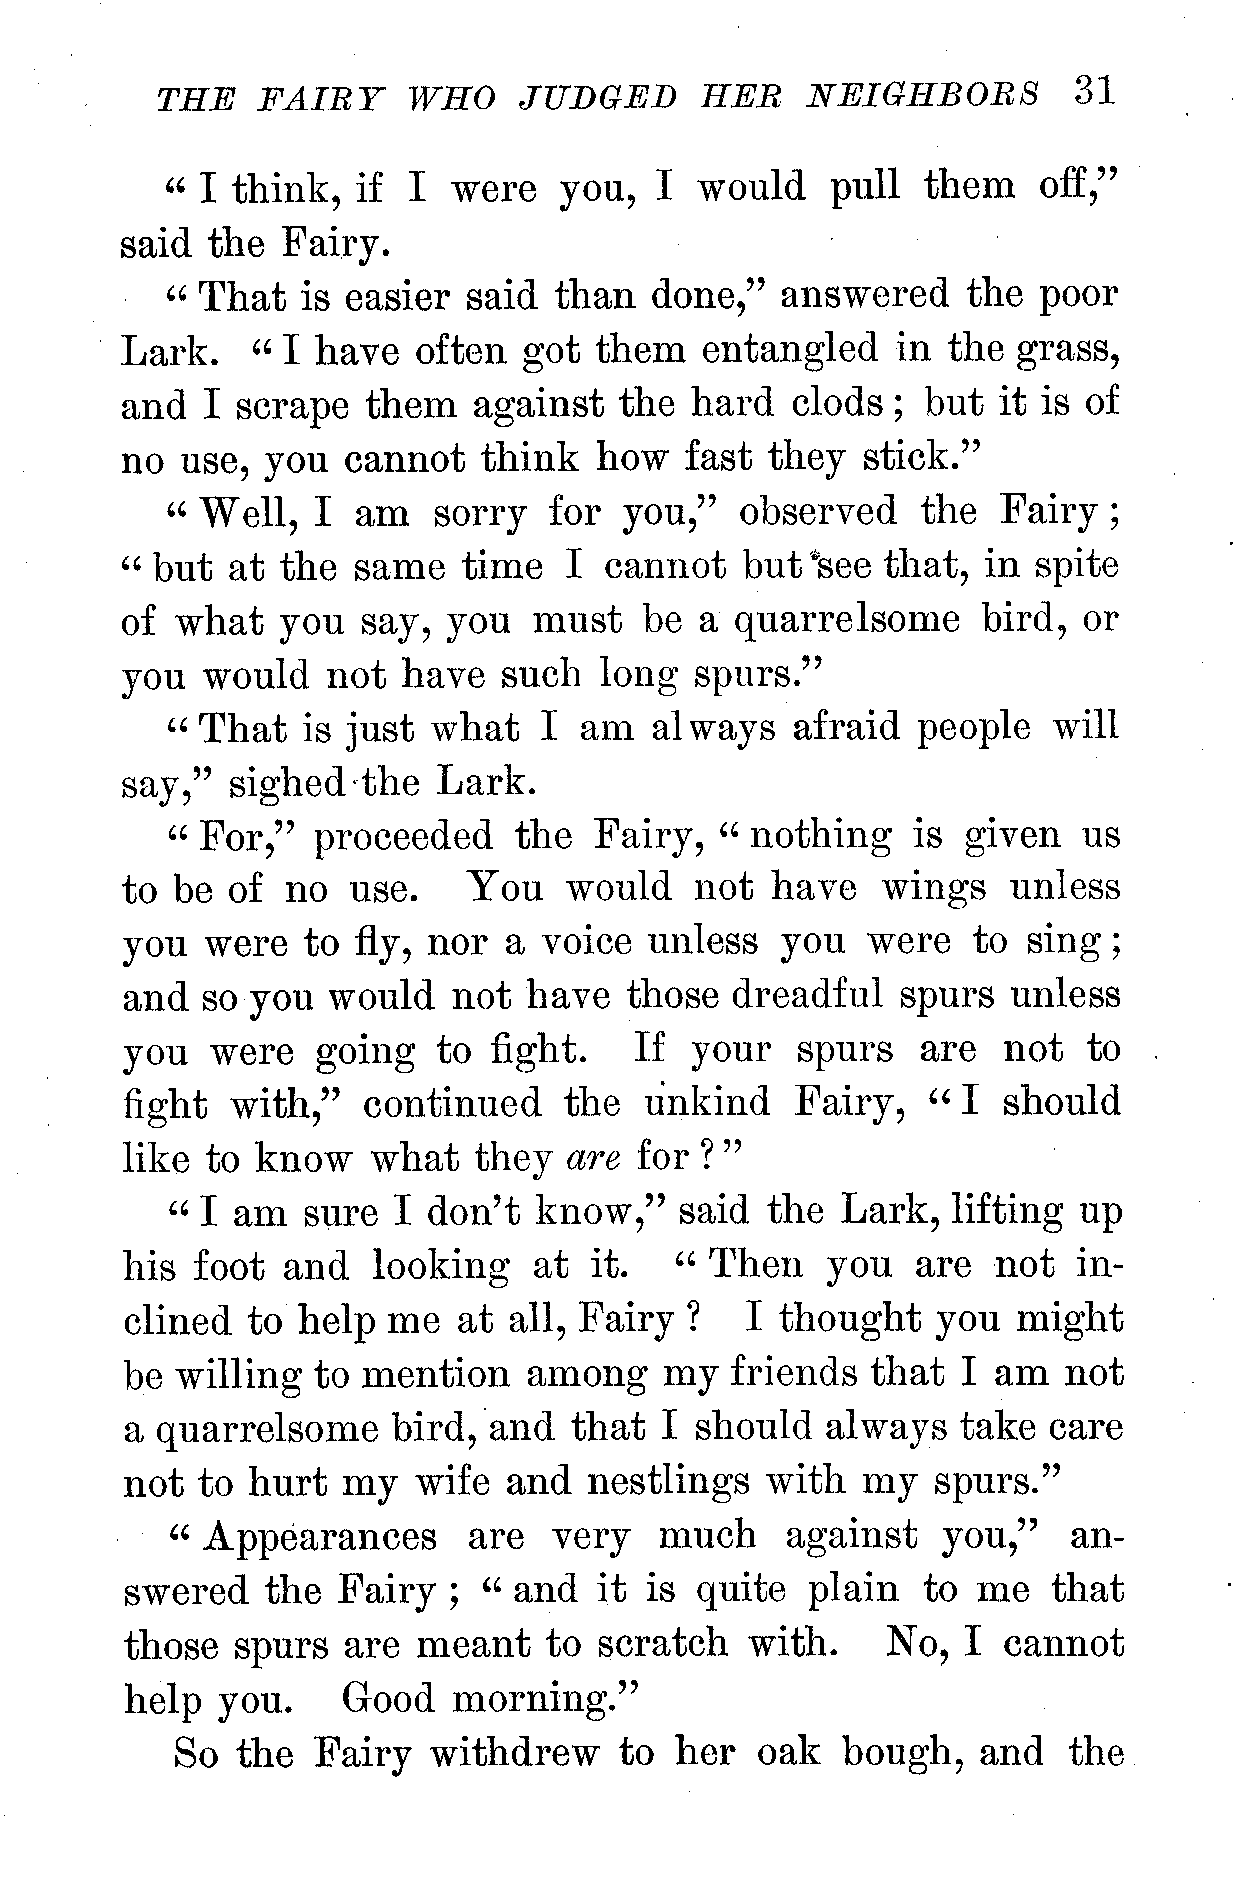 THE FAIRY WHO JUDGED HER NEIGHBORS 31
“ I think, if I were you, I would pull them off,”
said the Fairy.
“ That is easier said than done,” answered the poor
Lark. “ I have often got them entangled in the grass,
and I scrape them against the hard clods ; but it is of
no use, you cannot think how fast they stick.”
“ Well, I am sorry for you,” observed the Fairy ;
“ but at the same time I cannot but see that, in spite
of what you say, you must be a quarrelsome bird, or
you would not have such long spurs.”
“ That is just what I am always afraid people will
say,” sighed the Lark.
“ For,” proceeded the Fairy, “ nothing is given us
to be of no use. You would not have wings unless
you were to fly, nor a voice unless you were to sing ;
and so you would not have those dreadful spurs unless
you were going to fight. If your spurs are not to
fight with,” continued the unkind Fairy, “ I should
like to know what they are for ? ”
“ I am sure I don’t know,” said the Lark, lifting up
his foot and looking at it. “ Then you are not in-
clined to help me at all, Fairy ? I thought you might
be willing to mention among my friends that I am not
a quarrelsome bird, and that I should always take care
not to hurt my wife and nestlings with my spurs.”
“ Appearances are very much against you,” an-
swered the Fairy ; “ and it is quite plain to me that
those spurs are meant to scratch with. No, I cannot
help you. Good morning.”
So the Fairy withdrew to her oak bough, and the